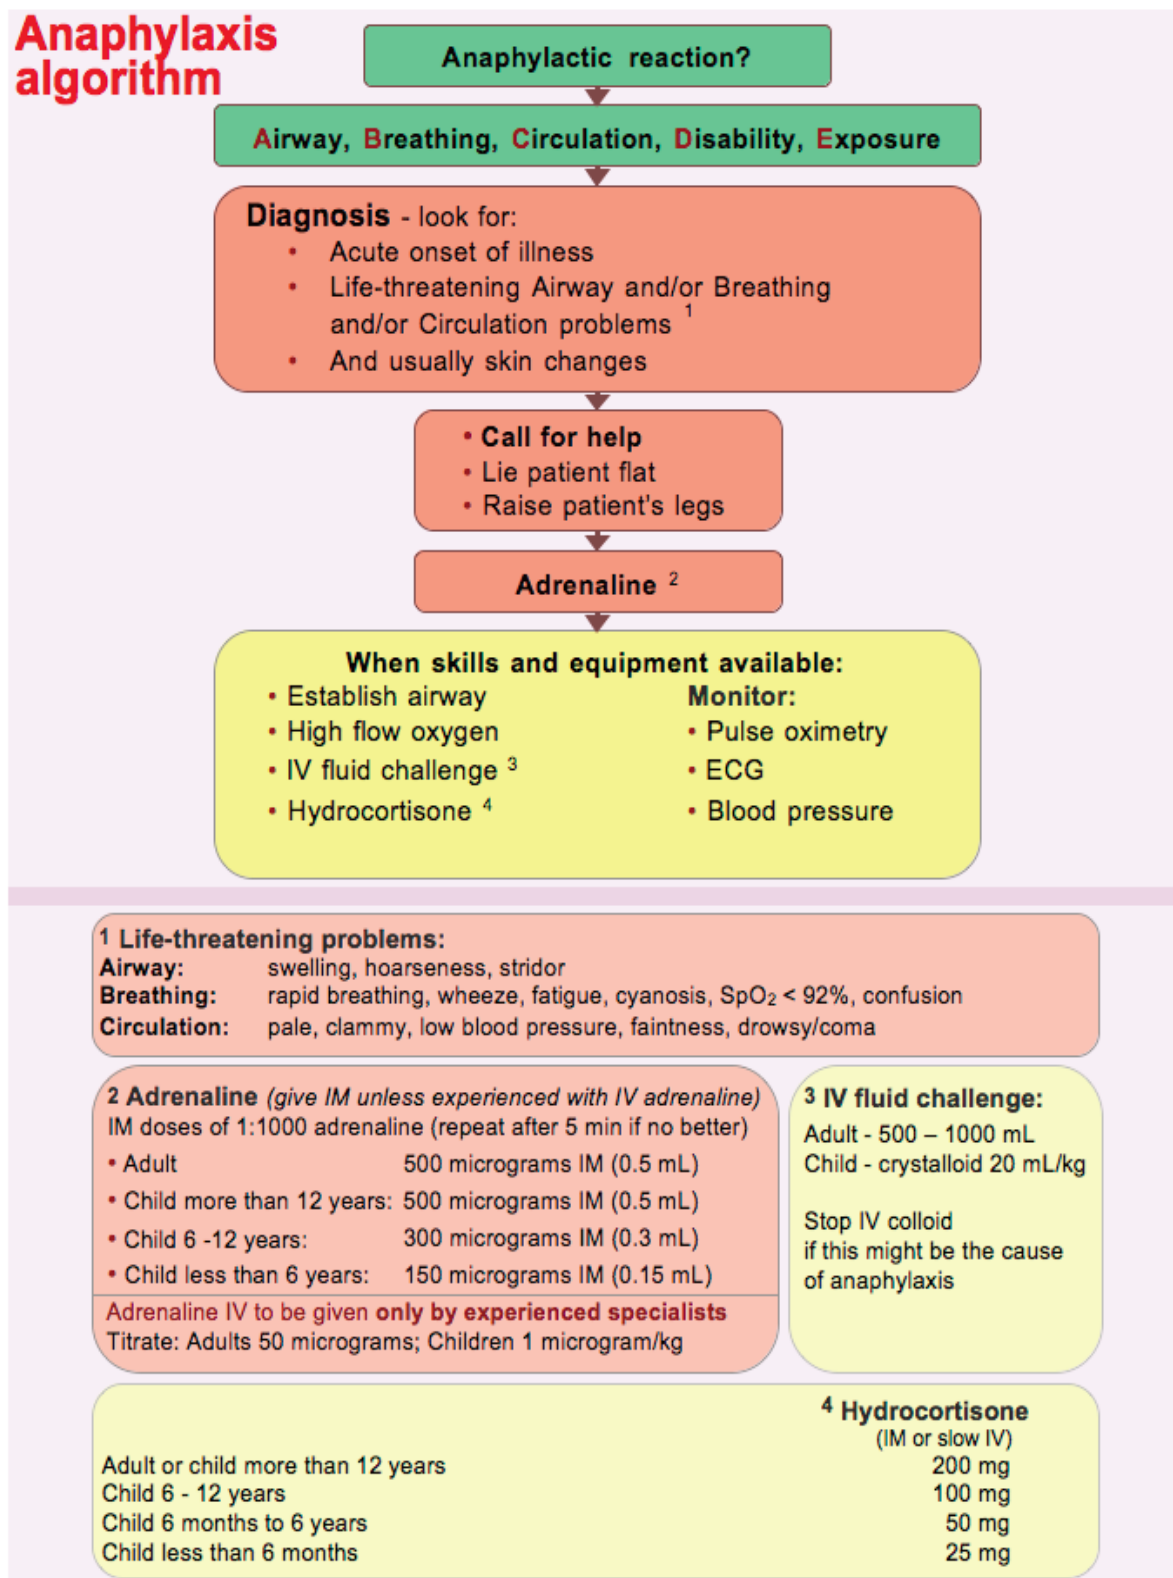 Anaphylaxis
algorithm
Anaphylactic reaction?
Airway, Breathing, Circulation, Disability, Exposure
Diagnosis - look for:
• Acute onset of illness
• Life-threatening Airway and/or Breathing
and/or Circulation problems 1
• And usually skin changes
• Call for help
• Lie patient flat
• Raise patient's legs
Adrenaline 2
When skills and equipment available:
• Establish airway
• High flow oxygen
• IV fluid challenge 3
• Hydrocortisone 4
Monitor:
• Pulse oximetry
• ECG
• Blood pressure
1 Life-threatening problems:
Airway: swelling, hoarseness, stridor
Breathing: rapid breathing, wheeze, fatigue, cyanosis, SpO₂ < 92%, confusion
Circulation: pale, clammy, low blood pressure, faintness, drowsy/coma
2 Adrenaline (give IM unless experienced with IV adrenaline)
IM doses of 1:1000 adrenaline (repeat after 5 min if no better)
• Adult 500 micrograms IM (0.5 mL)
• Child more than 12 years: 500 micrograms IM (0.5 mL)
• Child 6 -12 years: 300 micrograms IM (0.3 mL)
• Child less than 6 years: 150 micrograms IM (0.15 mL)
Adrenaline IV to be given only by experienced specialists
Titrate: Adults 50 micrograms; Children 1 microgram/kg
3 IV fluid challenge:
Adult - 500 – 1000 mL
Child - crystalloid 20 mL/kg
Stop IV colloid
if this might be the cause
of anaphylaxis
4 Hydrocortisone
(IM or slow IV)
Adult or child more than 12 years 200 mg
Child 6 - 12 years 100 mg
Child 6 months to 6 years 50 mg
Child less than 6 months 25 mg